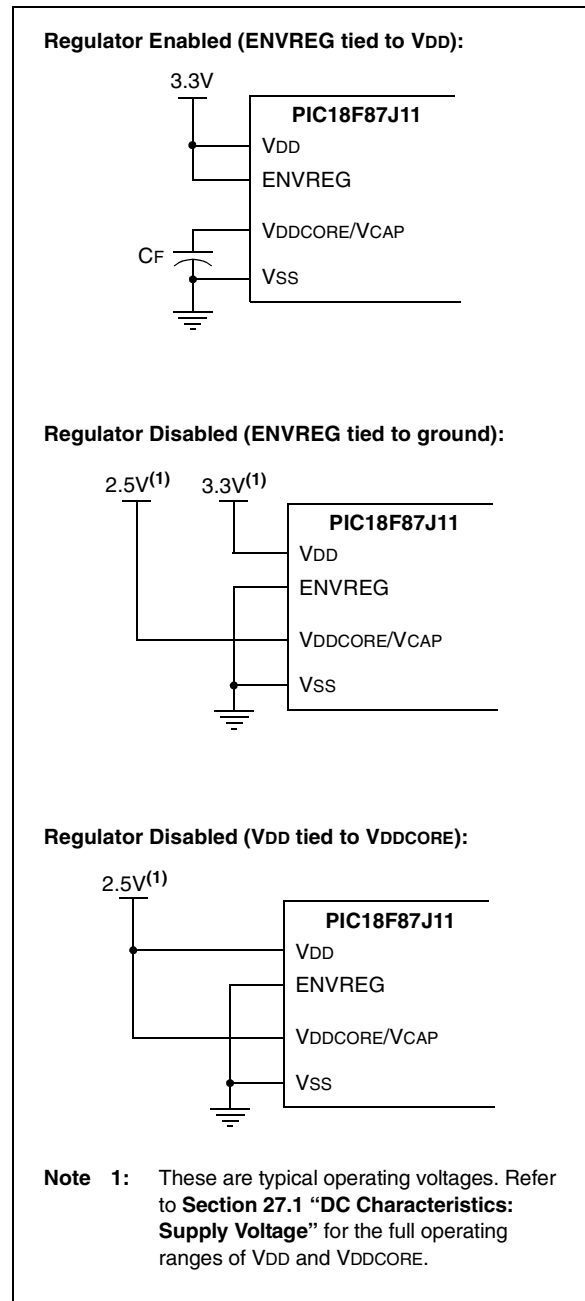 Regulator Enabled (ENVREG tied to VDD):
3.3V
PIC18F87J11
VDD
ENVREG
VDDCORE/VCAP
CF
VSS
Regulator Disabled (ENVREG tied to ground):
2.5V(1) 3.3V(1)
PIC18F87J11
VDD
ENVREG
VDDCORE/VCAP
VSS
Regulator Disabled (VDD tied to VDDCORE):
2.5V(1)
PIC18F87J11
VDD
ENVREG
VDDCORE/VCAP
VSS
Note 1: These are typical operating voltages. Refer
to Section 27.1 “DC Characteristics:
Supply Voltage” for the full operating
ranges of VDD and VDDCORE.